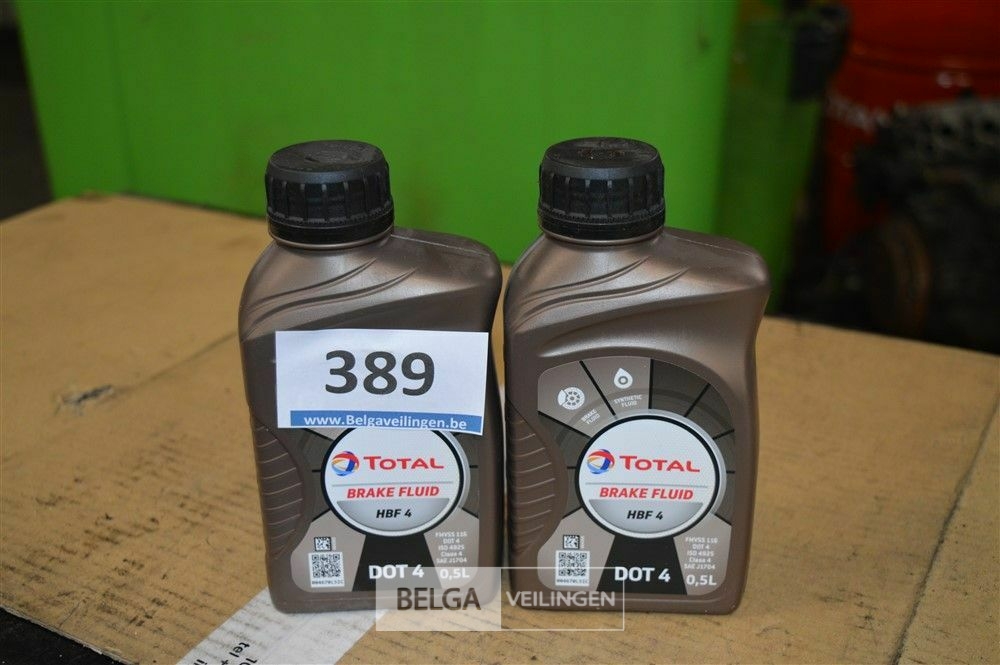 389
www.Belgaveilingen.be
TOTAL
BRAKE FLUID
HBF 4
DOT 4
0,5L
BRAKE
FLUID
SYNTHETIC
FLUID
TOTAL
BRAKE FLUID
HBF 4
FMVSS 116
DOT 4
ISO 4925
Class 4
SAE J1704
DOT 4
0,5L
FMVSS 116
DOT 4
ISO 4925
Class 4
SAE J1704
BELGA VEILINGEN
tel +